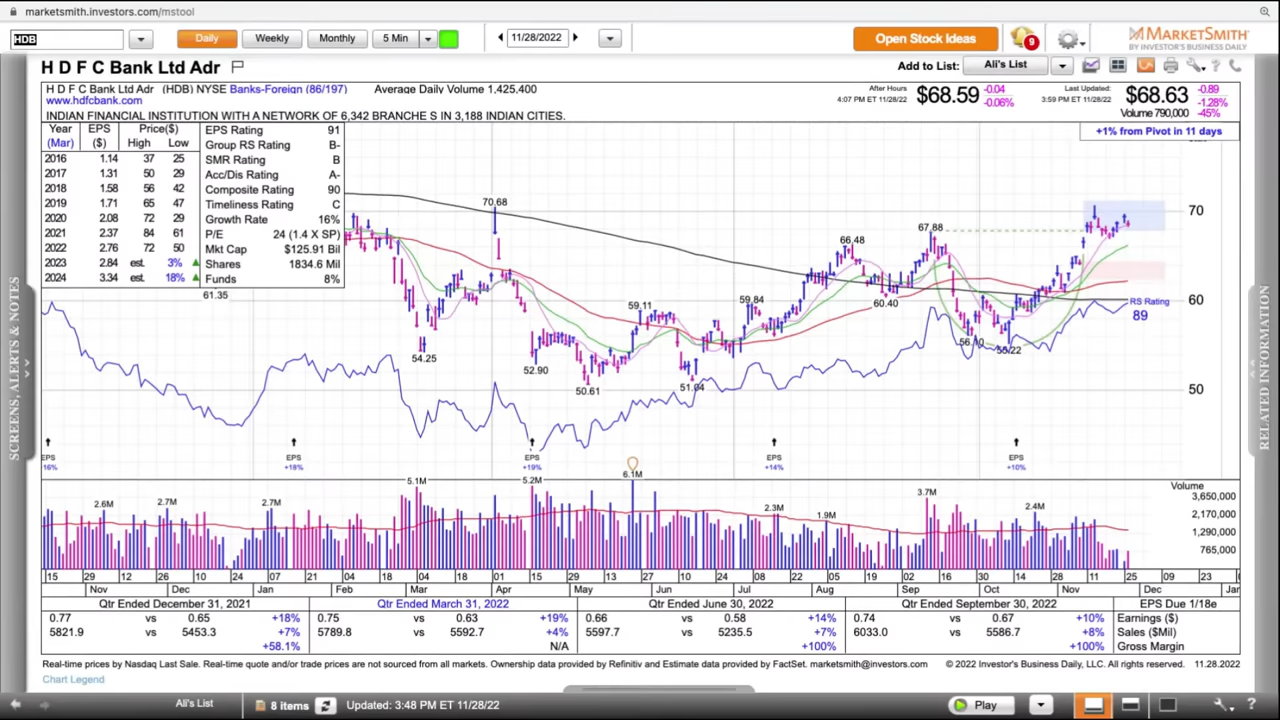 marketsmith.investors.com/mstool
HDB
Daily
Weekly
Monthly
5 Min
11/28/2022
Open Stock Ideas
9
MARKETSMITH
BY INVESTOR'S BUSINESS DAILY
H D F C Bank Ltd Adr
Add to List:
Ali's List
H D F C Bank Ltd Adr (HDB) NYSE Banks-Foreign (86/197) Average Daily Volume 1,425,400
www.hdfcbank.com
INDIAN FINANCIAL INSTITUTION WITH A NETWORK OF 6,342 BRANCHE S IN 3,188 INDIAN CITIES.
After Hours
4:07 PM ET 11/28/22
$68.59
-0.04
-0.06%
Last Updated:
3:59 PM ET 11/28/22
$68.63
-0.89
-1.28%
Volume 790,000
-45%
+1% from Pivot in 11 days
Year EPS Price($)
(Mar) ($) High Low
2016 1.14 37 25
2017 1.31 50 29
2018 1.58 56 42
2019 1.71 65 47
2020 2.08 72 29
2021 2.37 84 61
2022 2.76 72 50
2023 2.84 est. 3%
2024 3.34 est. 18%
EPS Rating 91
Group RS Rating B-
SMR Rating B
Acc/Dis Rating A-
Composite Rating 90
Timeliness Rating C
Growth Rate 16%
P/E 24 (1.4 X SP)
Mkt Cap $125.91 Bil
Shares 1834.6 Mil
Funds 8%
61.35
70.68
54.25
52.90
50.61
59.11
51.04
59.84
66.48
60.40
67.88
56.10
55.22
70
60
50
RS Rating
89
EPS
16%
EPS
+18%
EPS
+19%
EPS
+14%
EPS
+10%
2.6M
2.7M
2.7M
5.1M
5.2M
6.1M
2.3M
1.9M
3.7M
2.4M
Volume
3,650,000
2,170,000
1,290,000
765,000
15 29 12 26 10 24 07 21 04 18 04 18 01 15 29 13 27 10 24 08 22 05 19 02 16 30 14 28 11 25 09 23
Nov Dec Jan Feb Mar Apr May Jun Jul Aug Sep Oct Nov Dec Jan
Qtr Ended December 31, 2021
0.77 vs 0.65 +18%
5821.9 vs 5453.3 +7%
+58.1%
Qtr Ended March 31, 2022
0.75 vs 0.63 +19%
5789.8 vs 5592.7 +4%
N/A
Qtr Ended June 30, 2022
0.66 vs 0.58 +14%
5597.7 vs 5235.5 +7%
+100%
Qtr Ended September 30, 2022
0.74 vs 0.67 +10%
6033.0 vs 5586.7 +8%
+100%
EPS Due 1/18e
Earnings ($)
Sales ($Mil)
Gross Margin
Real-time prices by Nasdaq Last Sale. Real-time quote and/or trade prices are not sourced from all markets. Ownership data provided by Refinitiv and Estimate data provided by FactSet. marketsmith@investors.com
© 2022 Investor's Business Daily, LLC. All rights reserved. 11.28.2022
Chart Legend
SCREENS, ALERTS & NOTES
RELATED INFORMATION
Ali's List
8 items
Updated: 3:48 PM ET 11/28/22
Play